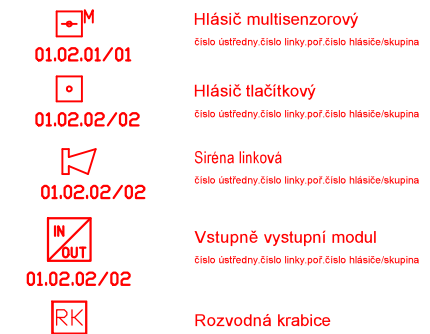 M Hlásič multisenzorový
číslo ústředny.číslo linky.poř.číslo hlásiče/skupina
01.02.01/01
Hlásič tlačítkový
číslo ústředny.číslo linky.poř.číslo hlásiče/skupina
01.02.02/02
Siréna linková
číslo ústředny.číslo linky.poř.číslo hlásiče/skupina
01.02.02/02
IN
OUT
Vstupně vystupní modul
číslo ústředny.číslo linky.poř.číslo hlásiče/skupina
01.02.02/02
RK Rozvodná krabice